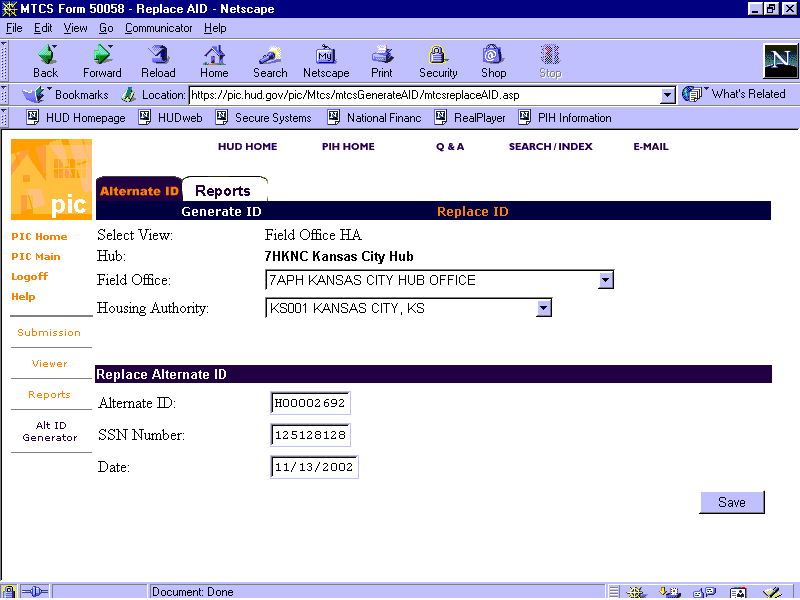 MTCS Form 50058 - Replace AID - Netscape
File Edit View Go Communicator Help
My
N
Back Forward Reload Home Search Netscape Print Security Shop Stop
Bookmarks Location: https://pic.hud.gov/pic/Mtcs/mtcsGenerateAID/mtcsreplaceAID.asp What's Related
HUD Homepage HUDweb Secure Systems National Financ RealPlayer PIH Information
HUD HOME PIH HOME Q & A SEARCH / INDEX E-MAIL
pic
Alternate ID Reports
Generate ID Replace ID
PIC Home
PIC Main
Logoff
Help
Submission
Viewer
Reports
Alt ID
Generator
Select View: Field Office HA
Hub: 7HKNC Kansas City Hub
Field Office: 7APH KANSAS CITY HUB OFFICE
Housing Authority: KS001 KANSAS CITY, KS
Replace Alternate ID
Alternate ID: H00002692
SSN Number: 125128128
Date: 11/13/2002
Save
Document: Done